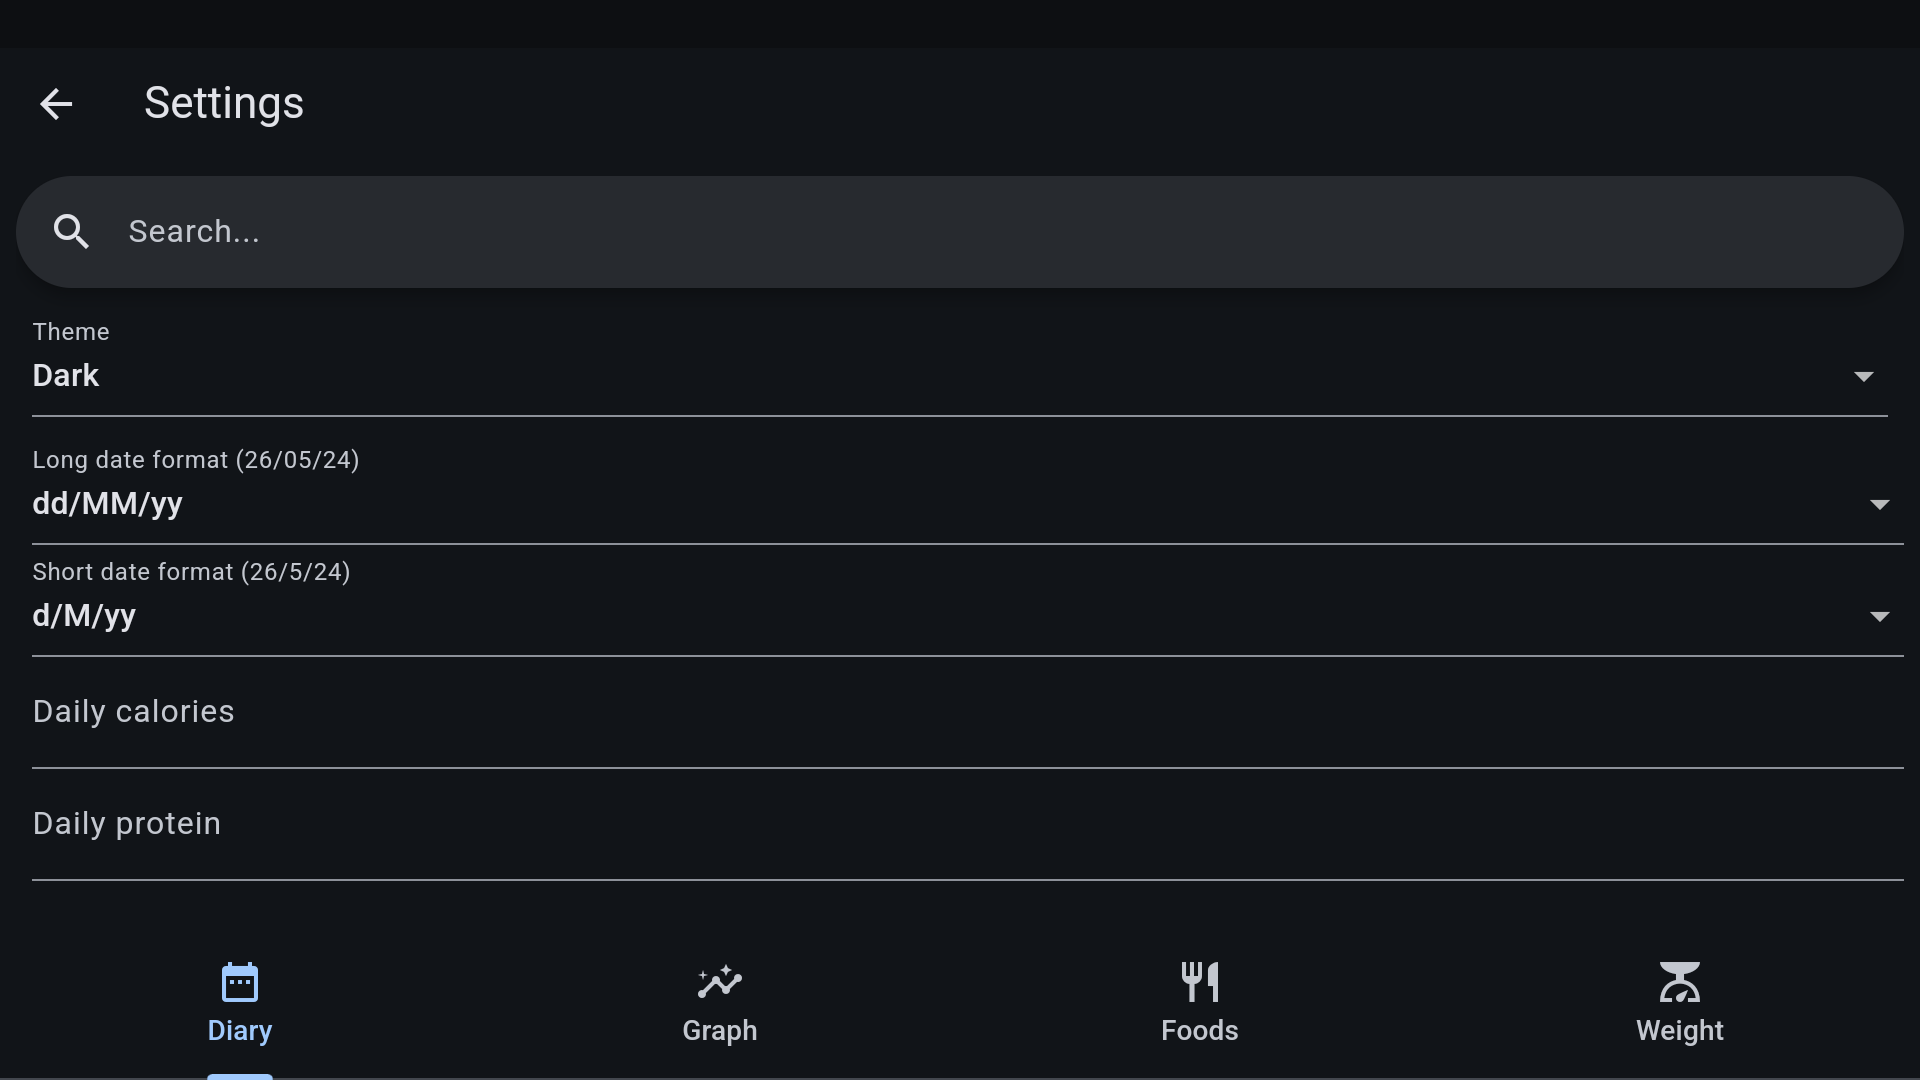 Settings
Search...
Theme
Dark
Long date format (26/05/24)
dd/MM/yy
Short date format (26/5/24)
d/M/yy
Daily calories
Daily protein
Diary
Graph
Foods
Weight